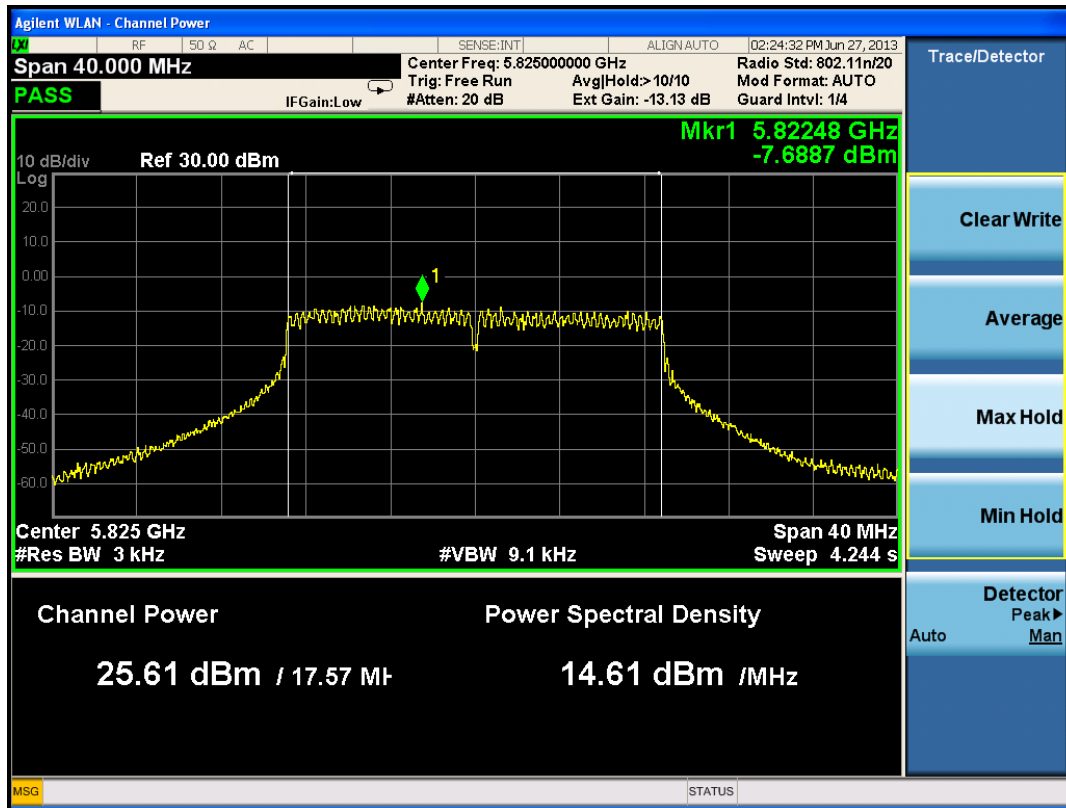 Agilent WLAN - Channel Power
LXI RF 50 Ω AC SENSE:INT ALIGN AUTO 02:24:32 PM Jun 27, 2013
Span 40.000 MHz
Center Freq: 5.825000000 GHz
Radio Std: 802.11n/20
Trig: Free Run
Avg|Hold:>10/10
Mod Format: AUTO
PASS
IFGain:Low
#Atten: 20 dB
Ext Gain: -13.13 dB
Guard Intvl: 1/4
Trace/Detector
Mkr1 5.82248 GHz
-7.6887 dBm
10 dB/div Ref 30.00 dBm
Log
20.0
10.0
0.00
1
-10.0
-20.0
-30.0
-40.0
-50.0
-60.0
Center 5.825 GHz
Span 40 MHz
#Res BW 3 kHz
#VBW 9.1 kHz
Sweep 4.244 s
Clear Write
Average
Max Hold
Min Hold
Detector
Peak▶
Auto Man
Channel Power
Power Spectral Density
25.61 dBm / 17.57 MH
14.61 dBm /MHz
MSG
STATUS